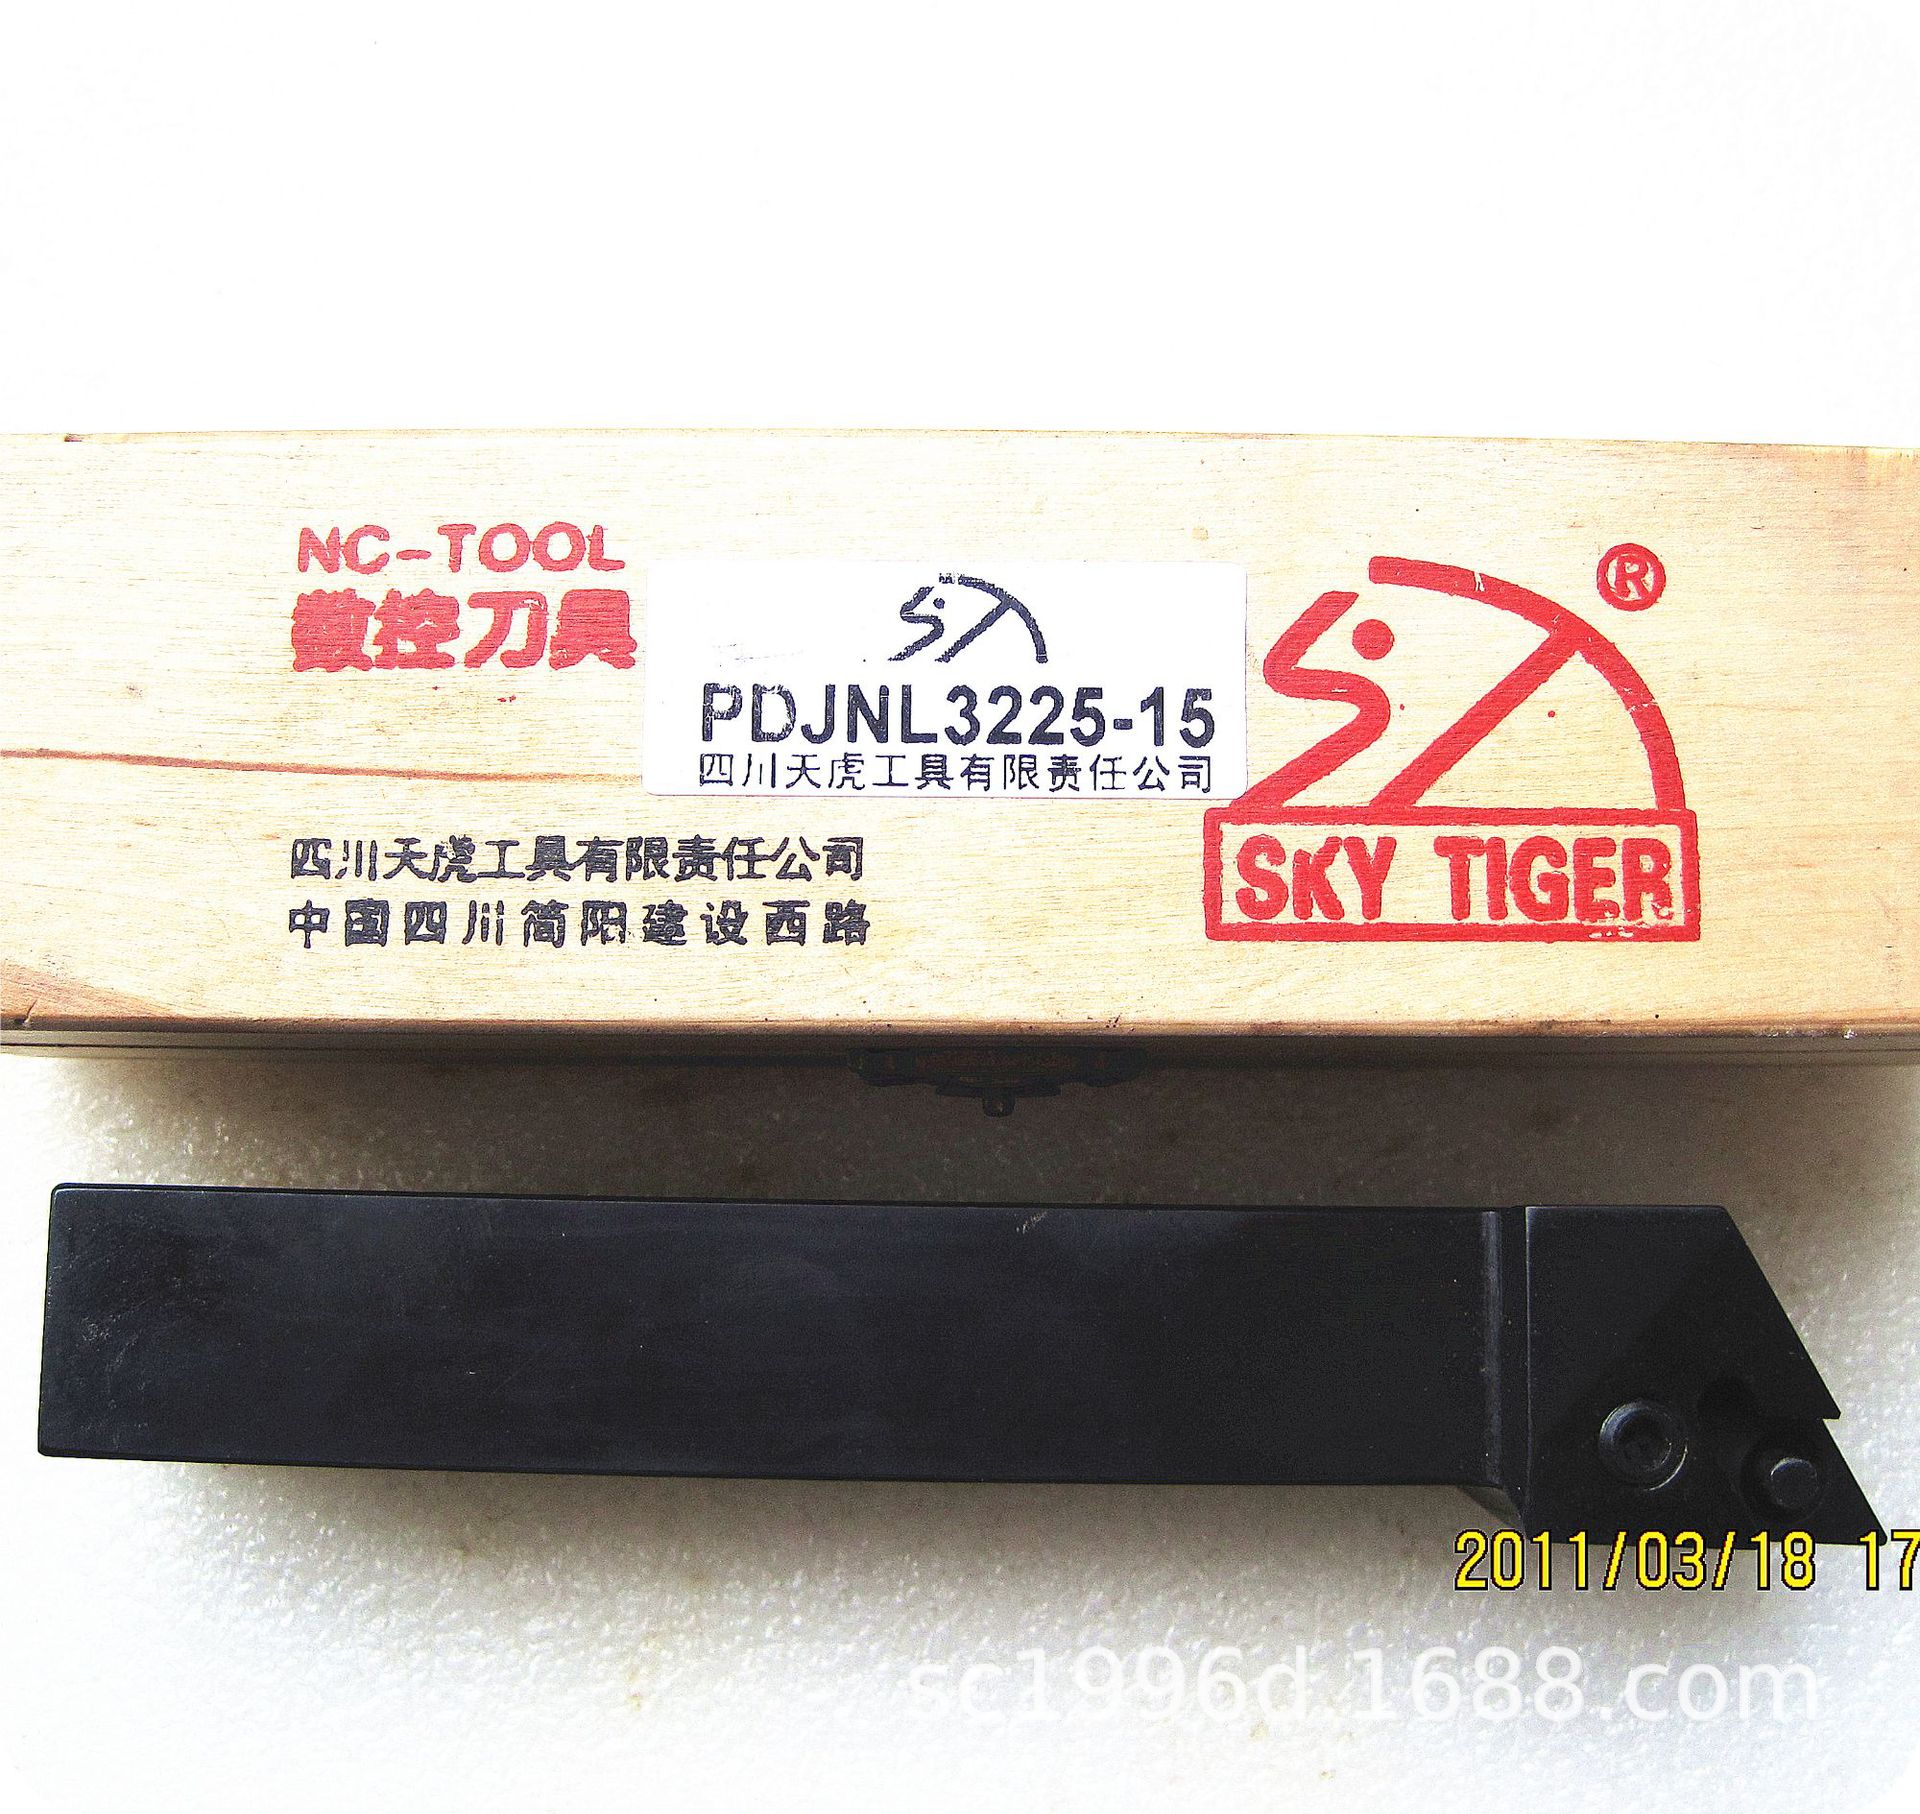 NC-TOOL
数控刀具
PDJNL3225-15
四川天虎工具有限责任公司
®
SKY TIGER
四川天虎工具有限责任公司
中国四川简阳建设西路
2011/03/18 17
sc1996d.1688.com